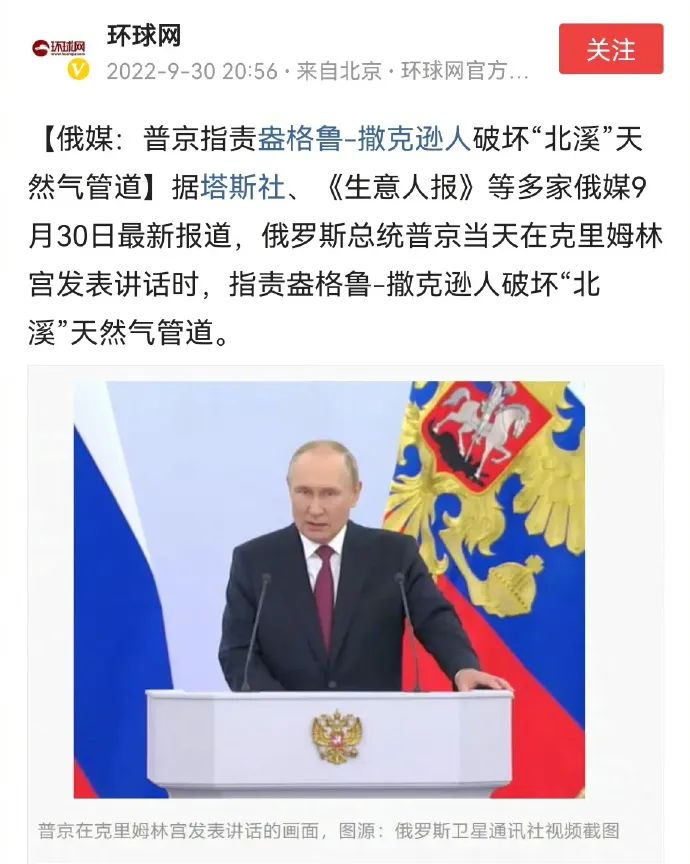 环球网
环球网
2022-9-30 20:56·来自北京·环球网官方...
关注
【俄媒：普京指责盎格鲁-撒克逊人破坏“北溪”天
然气管道】据塔斯社、《生意人报》等多家俄媒9
月30日最新报道，俄罗斯总统普京当天在克里姆林
宫发表讲话时，指责盎格鲁-撒克逊人破坏“北
溪”天然气管道。
普京在克里姆林宫发表讲话的画面，图源：俄罗斯卫星通讯社视频截图